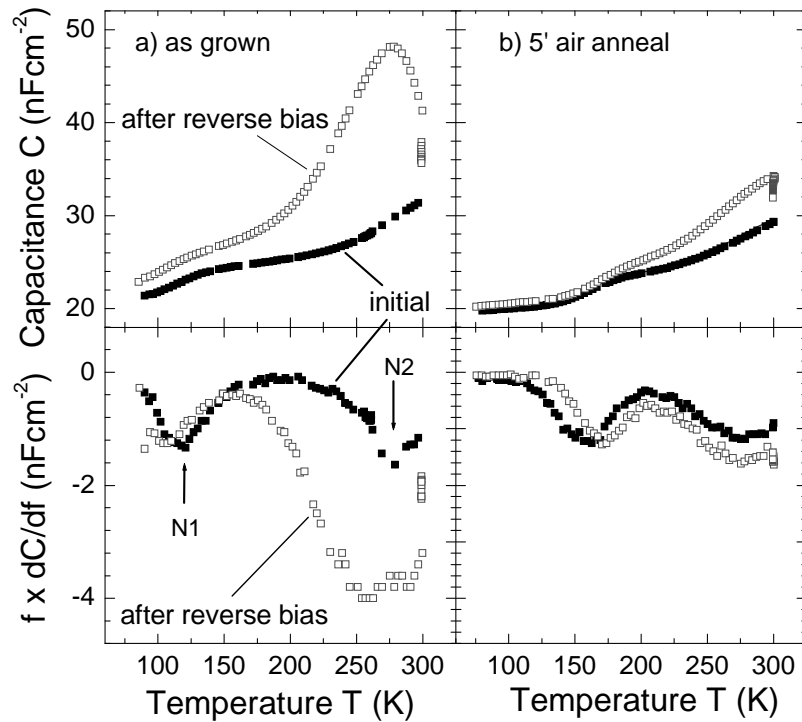 a) as grown
b) 5' air anneal
Capacitance C (nFcm-2)
50
40
30
20
after reverse bias
initial
f x dC/df (nFcm-2)
0
-2
-4
N1
N2
after reverse bias
100 150 200 250 300
100 150 200 250 300
Temperature T (K)
Temperature T (K)